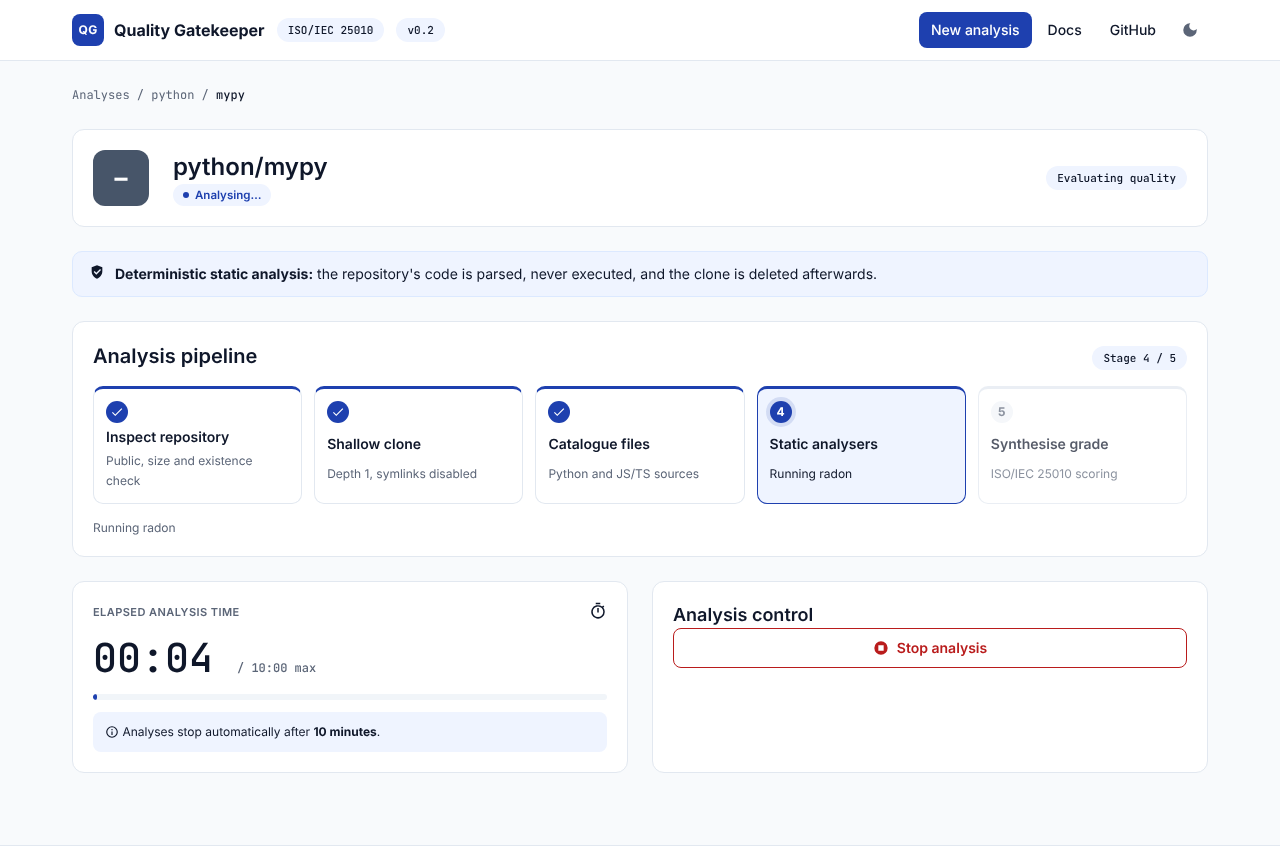 QG Quality Gatekeeper ISO/IEC 25010 v0.2 New analysis Docs GitHub
Analyses / python / mypy
–
python/mypy
Analysing...
Evaluating quality
Deterministic static analysis: the repository's code is parsed, never executed, and the clone is deleted afterwards.
Analysis pipeline
Stage 4 / 5
Inspect repository
Public, size and existence
check
Shallow clone
Depth 1, symlinks disabled
Catalogue files
Python and JS/TS sources
4
Static analysers
Running radon
5
Synthesise grade
ISO/IEC 25010 scoring
Running radon
ELAPSED ANALYSIS TIME
00:04 / 10:00 max
Analyses stop automatically after 10 minutes.
Analysis control
Stop analysis